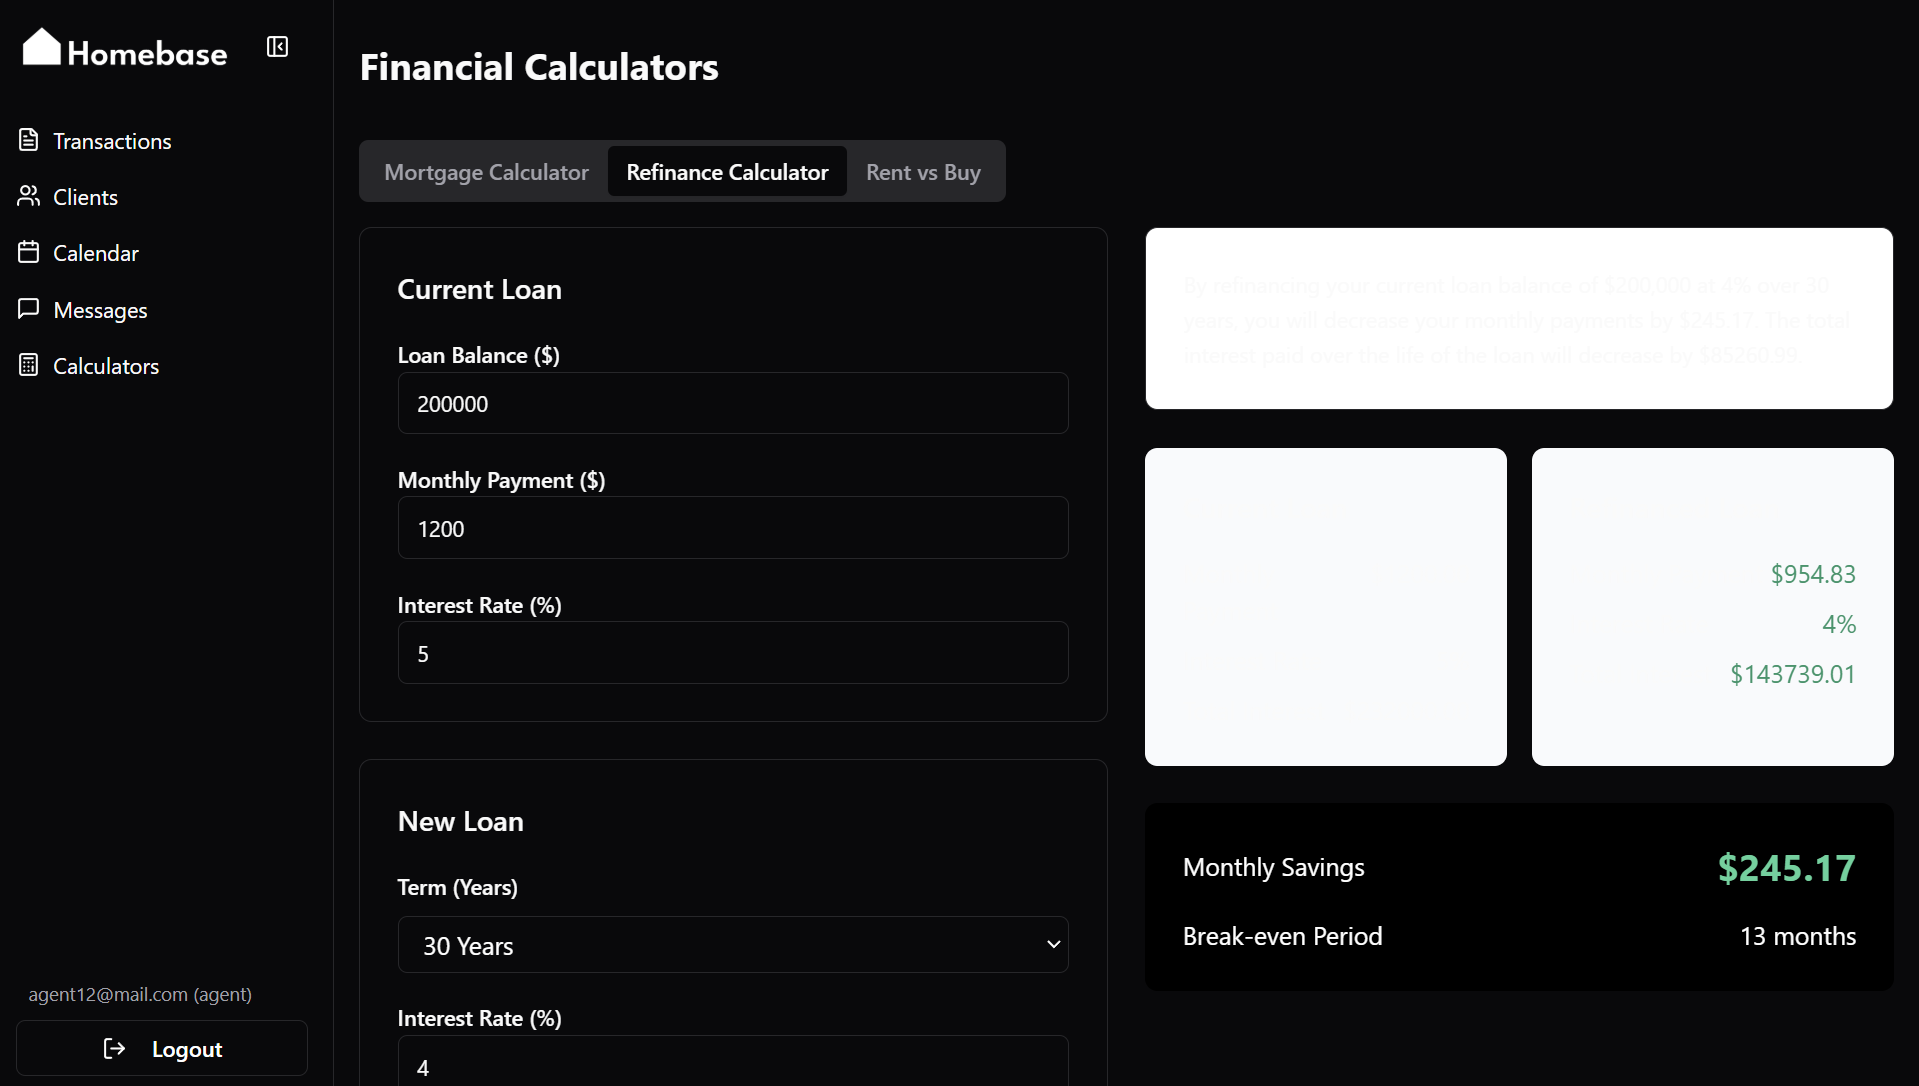 Homebase
Transactions
Clients
Calendar
Messages
Calculators
agent12@mail.com (agent)
Logout
Financial Calculators
Mortgage Calculator
Refinance Calculator
Rent vs Buy
Current Loan
Loan Balance ($)
200000
Monthly Payment ($)
1200
Interest Rate (%)
5
New Loan
Term (Years)
30 Years
Interest Rate (%)
4
By refinancing your current loan balance of $200,000 at 4% over 30
years, you will decrease your monthly payments by $245.17. The total
interest paid over the life of the loan will decrease by $85260.99
$954.83
4%
$143739.01
Monthly Savings
$245.17
Break-even Period
13 months